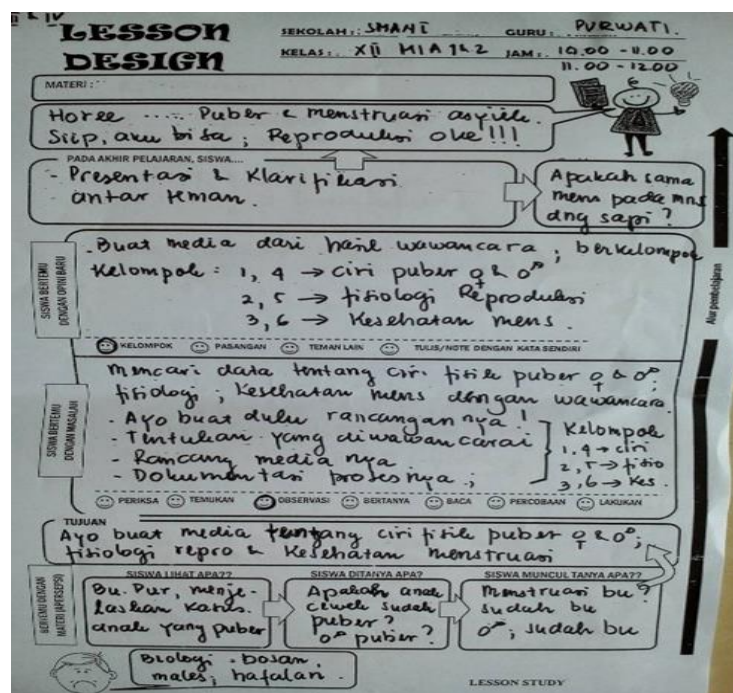 II & IV
LESSON
DESIGN
SEKOLAH: SMAN I GURU: PURWATI.
KELAS: XII MIA 1&2 JAM: 10.00 - 11.00
11.00 - 12.00
MATERI:
Horee ..... Puber & menstruasi asyiik.
Siip, aku bisa; Reproduksi oke!!!
PADA AKHIR PELAJARAN, SISWA....
- Presentasi & Klarifikasi
antar teman.
Apakah sama
mens pada mns
dng sapi?
Alur pembelajaran
SISWA BERTEMU
DENGAN OPINI BARU
- Buat media dari hasil wawancara; berkelompok
Kelompok: 1, 4 → ciri puber ♀ & ♂
2, 5 → fisiologi Reproduksi
3, 6 → Kesehatan mens.
KELOMPOK PASANGAN TEMAN LAIN TULIS/NOTE DENGAN KATA SENDIRI
SISWA BERTEMU
DENGAN MASALAH
Mencari data tentang ciri fisik puber ♀ & ♂;
fisiologi; Kesehatan mens dengan wawancara.
- Ayo buat dulu rancangannya!
- Tentukan yang diwawancarai
- Rancang media nya
- Dokumentasi prosesnya;
Kelompok
1, 4 → ciri
2, 5 → fisio
3, 6 → Kes.
PERIKSA TEMUKAN OBSERVASI BERTANYA BACA PERCOBAAN LAKUKAN
TUJUAN
Ayo buat media tentang ciri fisik puber ♀ & ♂;
fisiologi repro & Kesehatan menstruasi
BERTEMU DENGAN
MATERI (APERSEPSI)
SISWA LIHAT APA??
Bu. Pur, menje-
laskan kasus.
anak yang puber
SISWA DITANYA APA?
Apakah anak
cewek sudah
puber?
♂ puber?
SISWA MUNCUL TANYA APA??
Menstruasi bu?
sudah bu
♂; sudah bu
Biologi . bosan,
males; hafalan.
LESSON STUDY